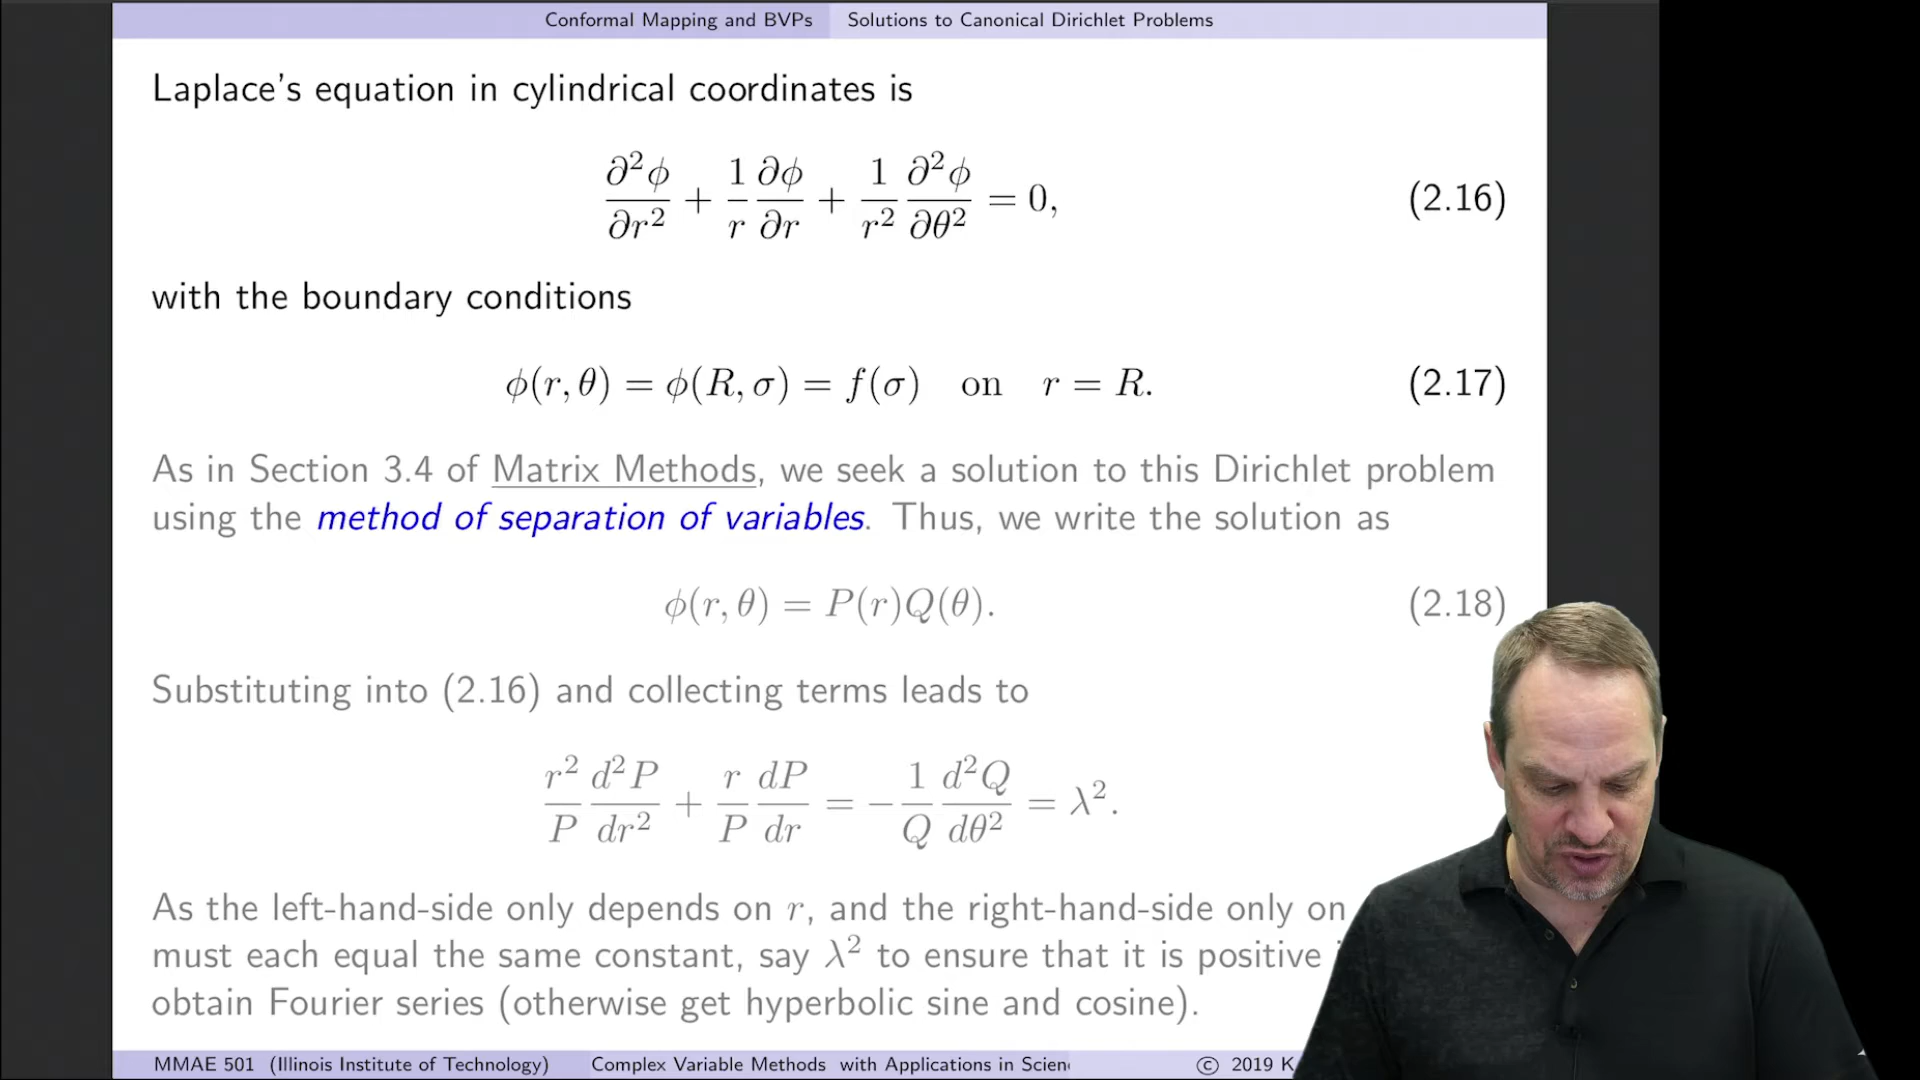 Conformal Mapping and BVPs Solutions to Canonical Dirichlet Problems
Laplace's equation in cylindrical coordinates is
∂²ϕ/∂r² + 1/r ∂ϕ/∂r + 1/r² ∂²ϕ/∂θ² = 0, (2.16)
with the boundary conditions
ϕ(r, θ) = ϕ(R, σ) = f(σ) on r = R. (2.17)
As in Section 3.4 of Matrix Methods, we seek a solution to this Dirichlet problem
using the method of separation of variables. Thus, we write the solution as
ϕ(r, θ) = P(r)Q(θ). (2.18)
Substituting into (2.16) and collecting terms leads to
r²/P d²P/dr² + r/P dP/dr = −1/Q d²Q/dθ² = λ².
As the left-hand-side only depends on r, and the right-hand-side only on
must each equal the same constant, say λ² to ensure that it is positive
obtain Fourier series (otherwise get hyperbolic sine and cosine).
MMAE 501 (Illinois Institute of Technology) Complex Variable Methods with Applications in © 2019 K